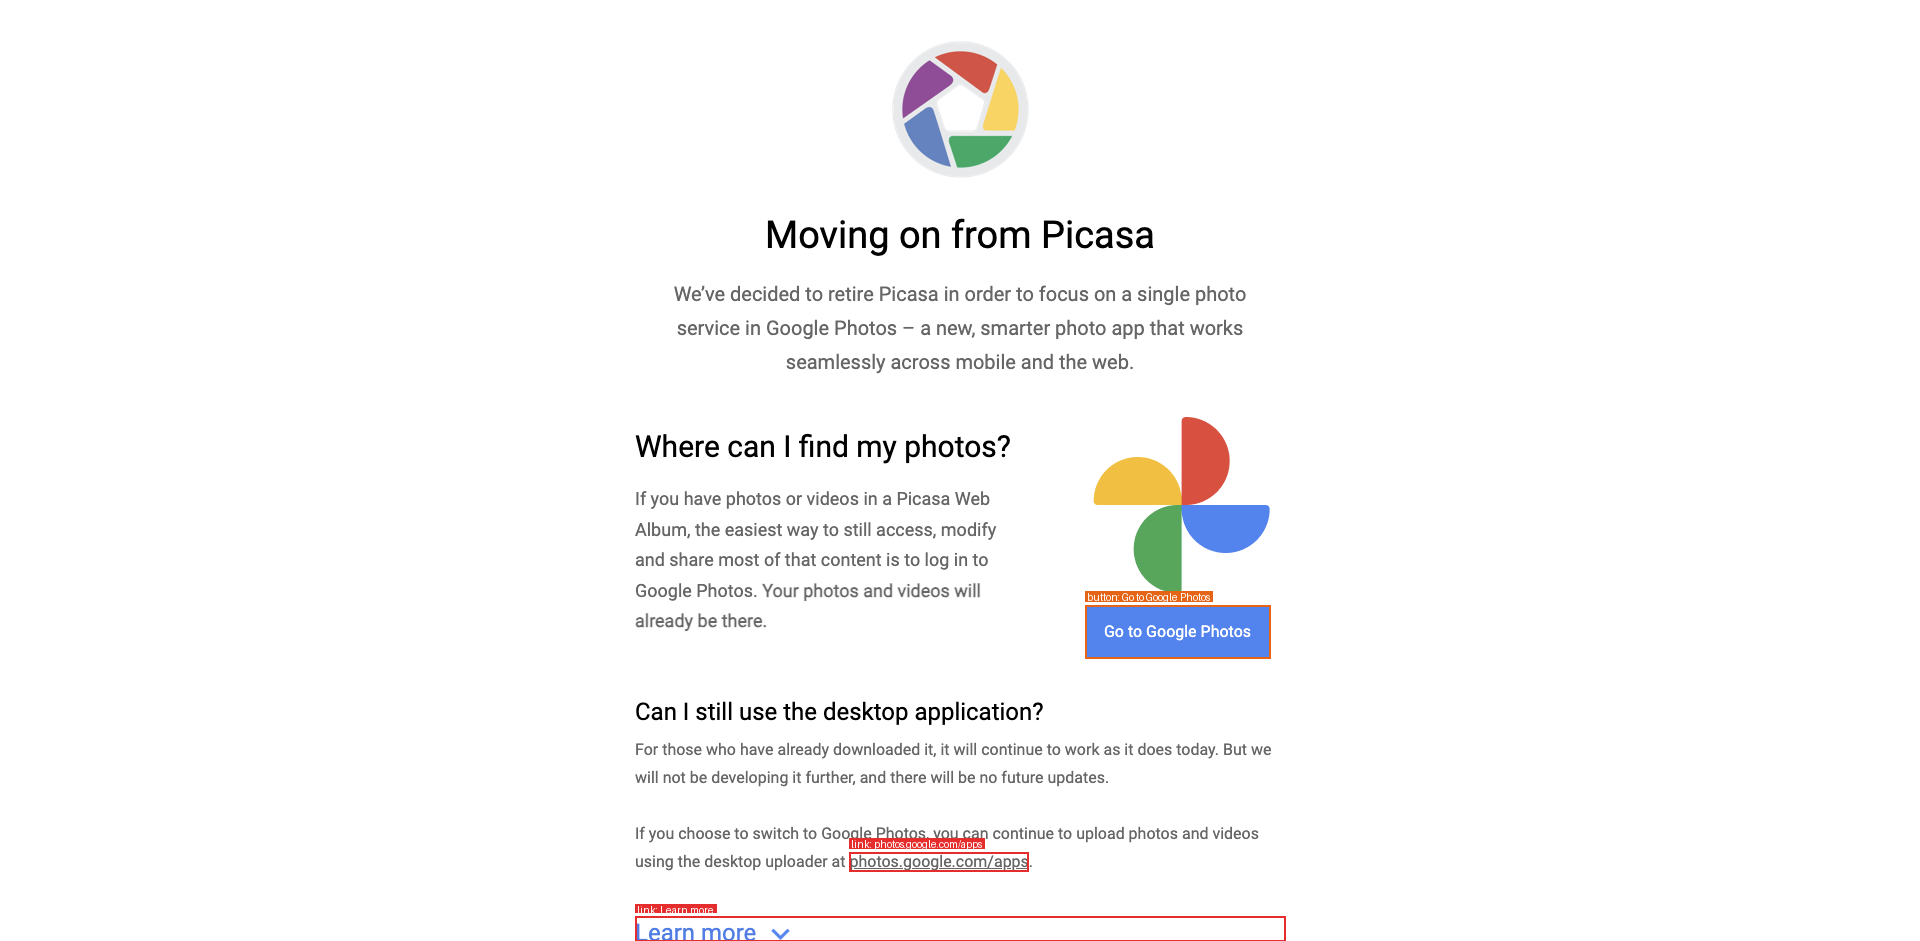 Moving on from Picasa
We’ve decided to retire Picasa in order to focus on a single photo
service in Google Photos – a new, smarter photo app that works
seamlessly across mobile and the web.
Where can I find my photos?
If you have photos or videos in a Picasa Web
Album, the easiest way to still access, modify
and share most of that content is to log in to
Google Photos. Your photos and videos will
already be there.
button: Go to Google Photos
Go to Google Photos
Can I still use the desktop application?
For those who have already downloaded it, it will continue to work as it does today. But we
will not be developing it further, and there will be no future updates.
If you choose to switch to Google Photos, you can continue to upload photos and videos
link: photos.google.com/apps
using the desktop uploader at photos.google.com/apps.
link: Learn more
Learn more